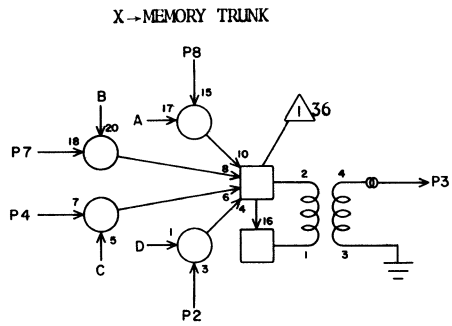 X→MEMORY TRUNK
P8
B
A 17 15
P7 18 20
10
1 36
8
2 4
P3
P4 7
6
4
5
16
C
D 1
3
1 3
P2